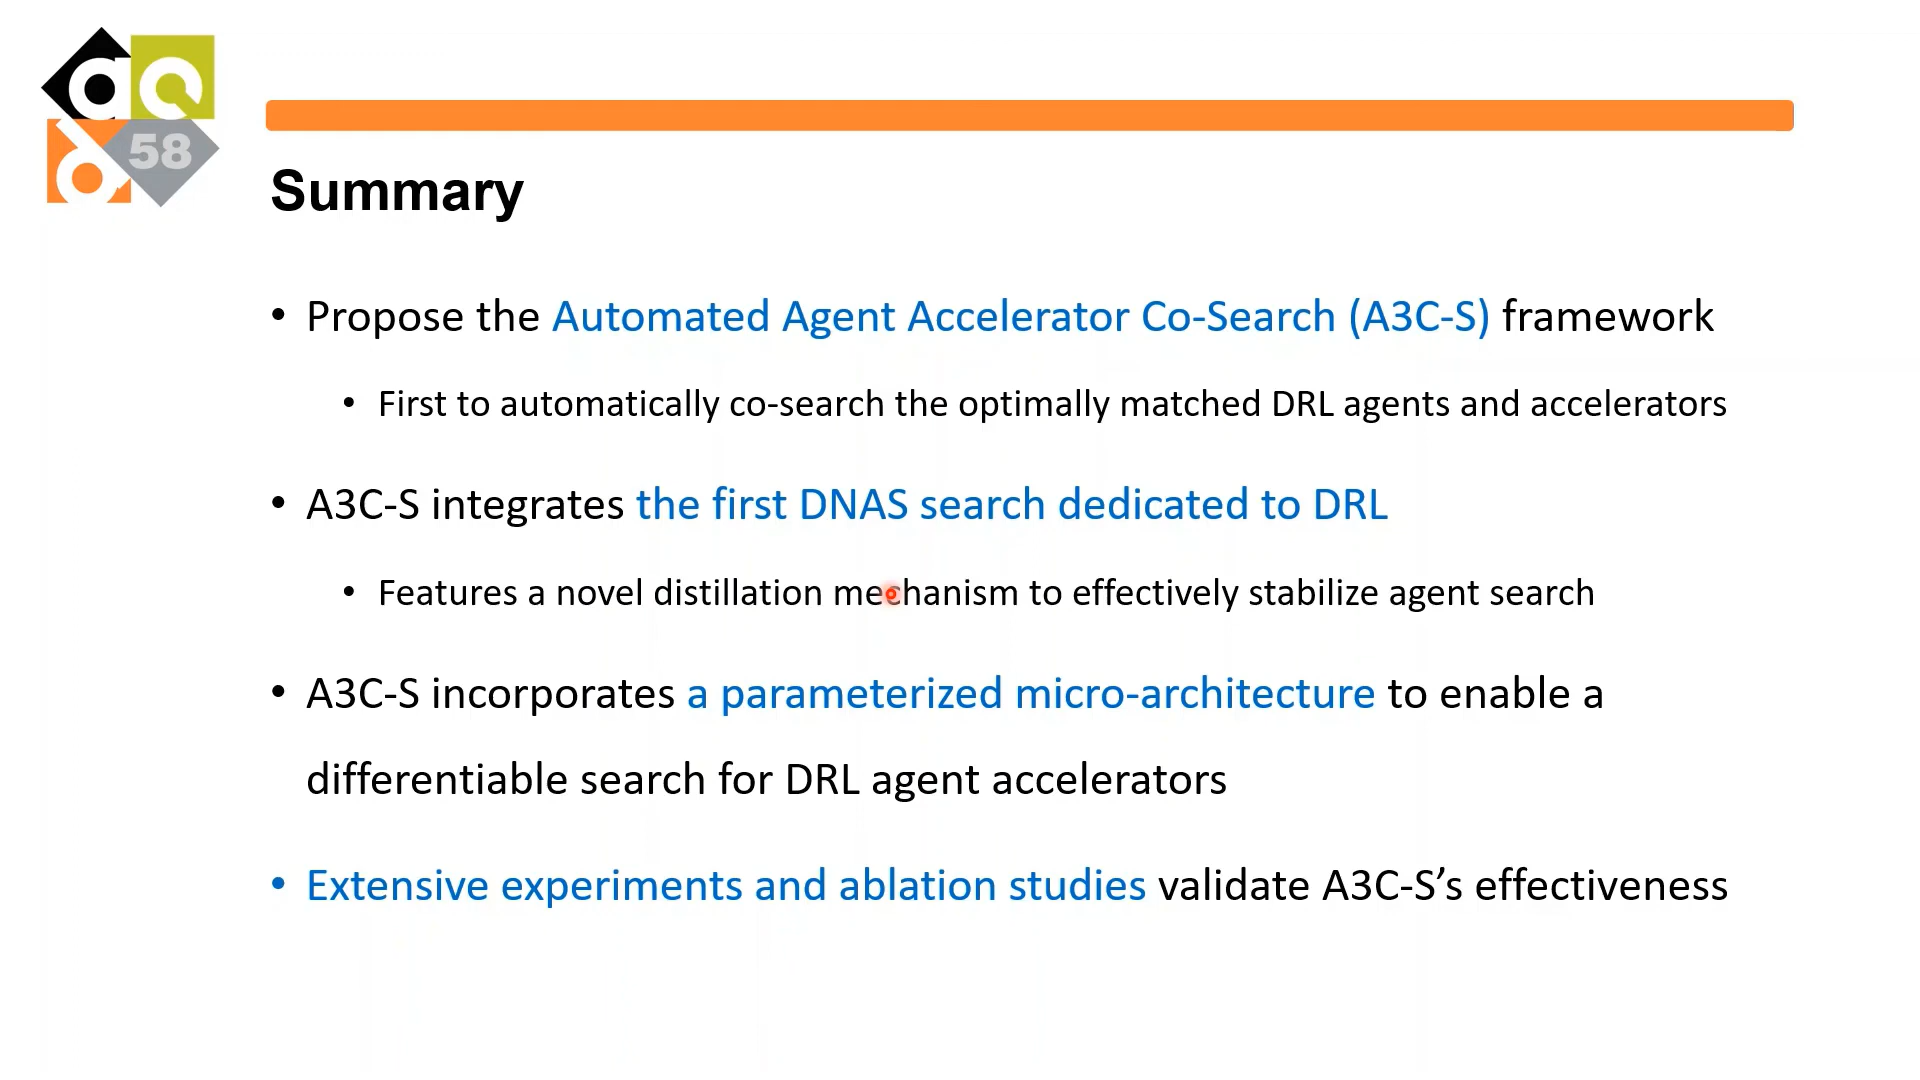 dac
58
Summary
• Propose the Automated Agent Accelerator Co-Search (A3C-S) framework
• First to automatically co-search the optimally matched DRL agents and accelerators
• A3C-S integrates the first DNAS search dedicated to DRL
• Features a novel distillation mechanism to effectively stabilize agent search
• A3C-S incorporates a parameterized micro-architecture to enable a
differentiable search for DRL agent accelerators
• Extensive experiments and ablation studies validate A3C-S’s effectiveness